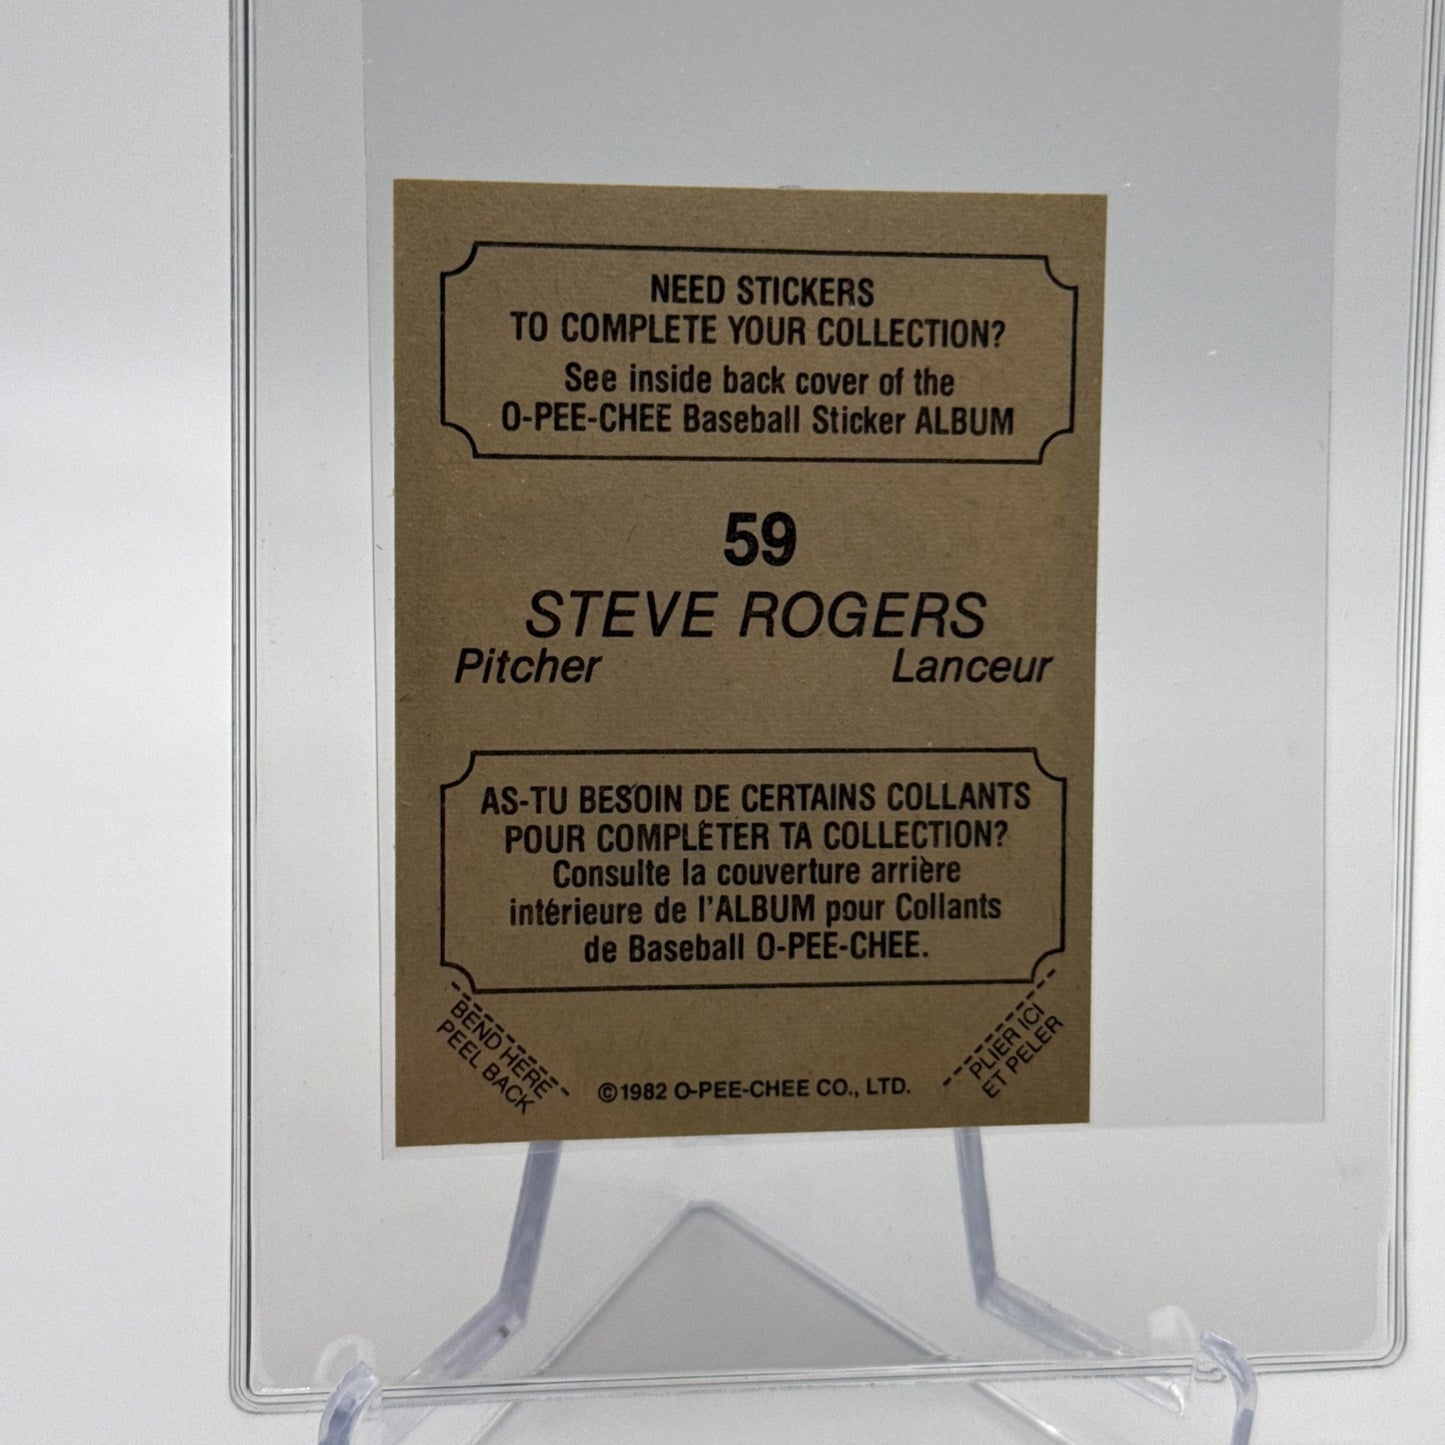 NEED STICKERS
TO COMPLETE YOUR COLLECTION?
See inside back cover of the
O-PEE-CHEE Baseball Sticker ALBUM
59
STEVE ROGERS
Pitcher Lanceur
AS-TU BESOIN DE CERTAINS COLLANTS
POUR COMPLÉTER TA COLLECTION?
Consulte la couverture arrière
intérieure de l'ALBUM pour Collants
de Baseball O-PEE-CHEE.
BEND HERE
PEEL BACK
©1982 O-PEE-CHEE CO., LTD.
PLIER ICI
ET PELER